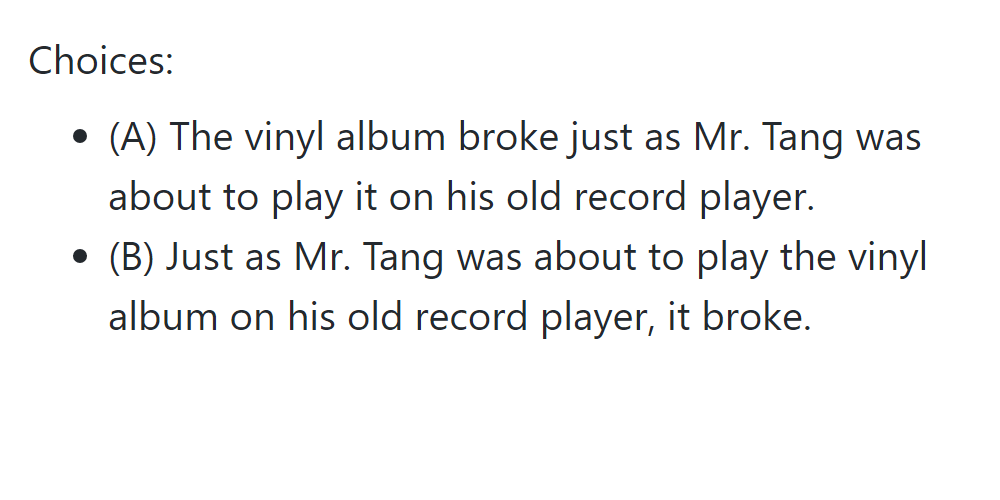 Choices:
• (A) The vinyl album broke just as Mr. Tang was
about to play it on his old record player.
• (B) Just as Mr. Tang was about to play the vinyl
album on his old record player, it broke.